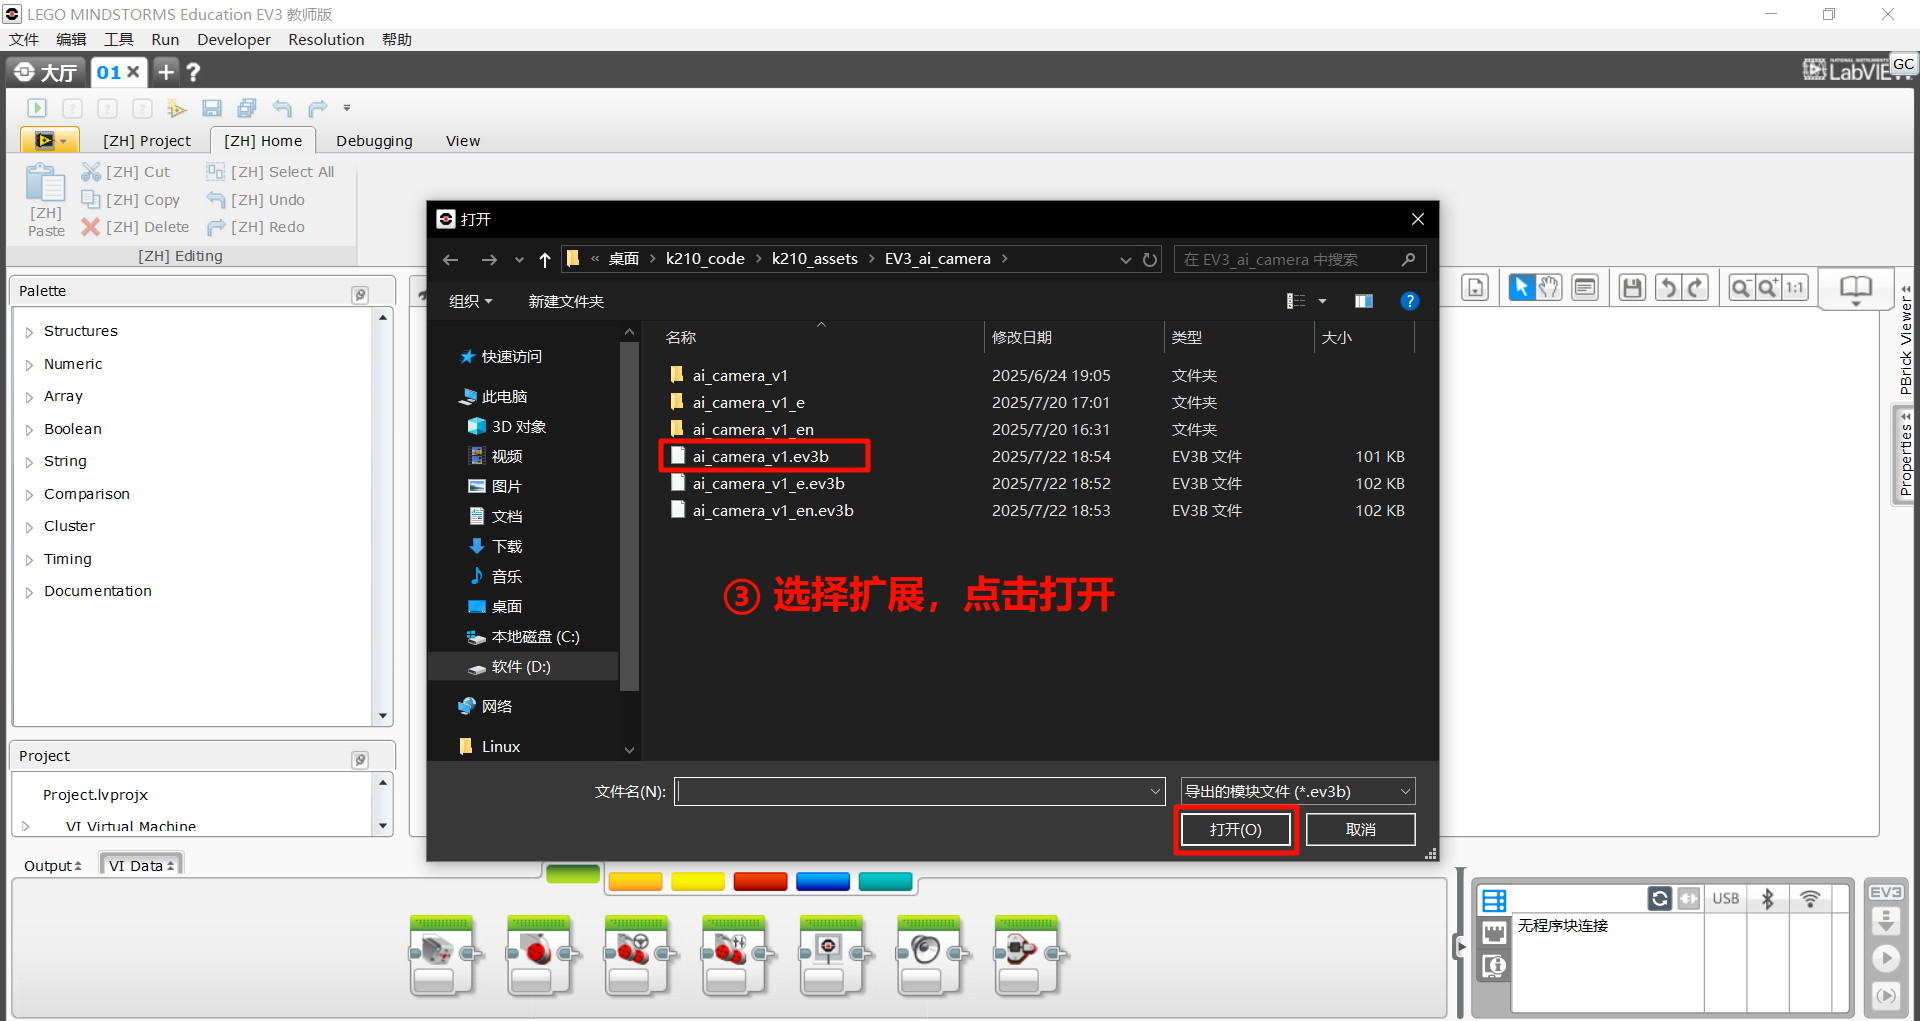 LEGO MINDSTORMS Education EV3 教师版
文件 编辑 工具 Run Developer Resolution 帮助
大厅 01 + ?
NATIONAL INSTRUMENTS
LabVIEW
GC
[ZH] Project [ZH] Home Debugging View
[ZH] Paste
[ZH] Cut [ZH] Select All
[ZH] Copy [ZH] Undo
[ZH] Delete [ZH] Redo
[ZH] Editing
Palette
Structures
Numeric
Array
Boolean
String
Comparison
Cluster
Timing
Documentation
Project
Project.lvprojx
VI Virtual Machine
Output VI Data
打开
« 桌面 › k210_code › k210_assets › EV3_ai_camera ›
在 EV3_ai_camera 中搜索
组织 新建文件夹
快速访问
此电脑
3D 对象
视频
图片
文档
下载
音乐
桌面
本地磁盘 (C:)
软件 (D:)
网络
Linux
名称 修改日期 类型 大小
ai_camera_v1 2025/6/24 19:05 文件夹
ai_camera_v1_e 2025/7/20 17:01 文件夹
ai_camera_v1_en 2025/7/20 16:31 文件夹
ai_camera_v1.ev3b 2025/7/22 18:54 EV3B 文件 101 KB
ai_camera_v1_e.ev3b 2025/7/22 18:52 EV3B 文件 102 KB
ai_camera_v1_en.ev3b 2025/7/22 18:53 EV3B 文件 102 KB
③ 选择扩展，点击打开
文件名(N):
导出的模块文件 (*.ev3b)
打开(O) 取消
1:1
PBrick Viewer
Properties
USB
EV3
无程序块连接